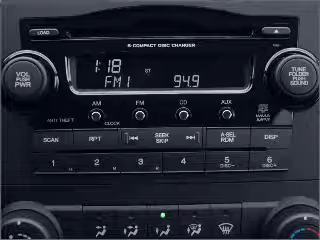 LOAD
6-COMPACT DISC CHANGER
VOL
PUSH
PWR
1:18
ST
FM1 94.9
TUNE
FOLDER
PUSH
SOUND
AM FM CD AUX
ANTI THEFT
CLOCK
SCAN RPT SEEK SKIP A.SEL RDM DISP
1 2 3 4 5 6
DISC- DISC+